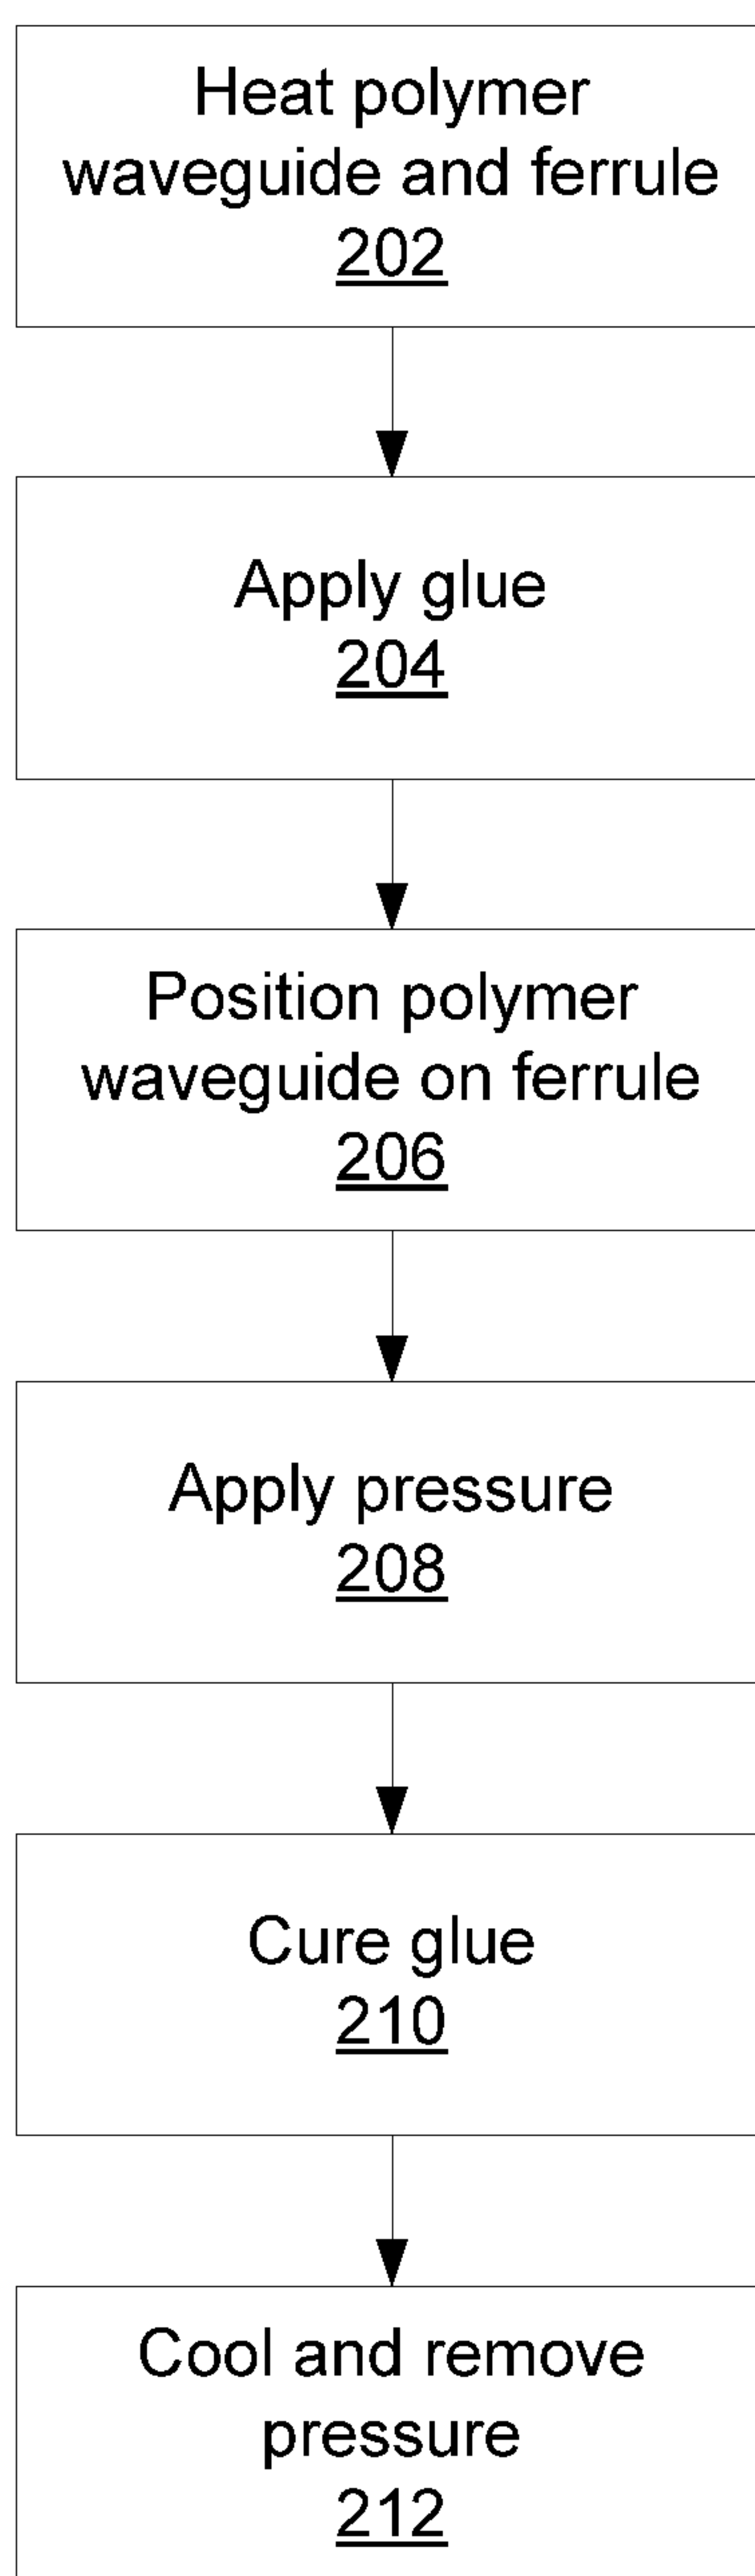 Heat polymer
waveguide and ferrule
202
Apply glue
204
Position polymer
waveguide on ferrule
206
Apply pressure
208
Cure glue
210
Cool and remove
pressure
212